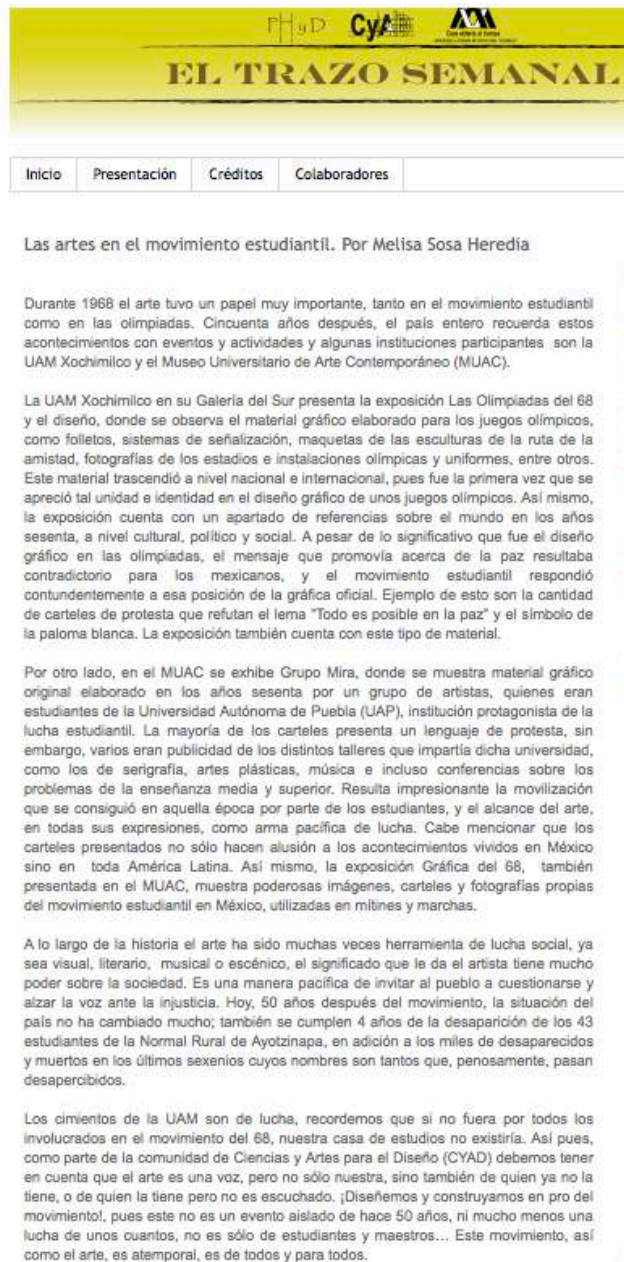 PHyD CyAD
Casa abierta al tiempo
EL TRAZO SEMANAL
Inicio Presentación Créditos Colaboradores
Las artes en el movimiento estudiantil. Por Melisa Sosa Heredia
Durante 1968 el arte tuvo un papel muy importante, tanto en el movimiento estudiantil
como en las olimpiadas. Cincuenta años después, el país entero recuerda estos
acontecimientos con eventos y actividades y algunas instituciones participantes son la
UAM Xochimilco y el Museo Universitario de Arte Contemporáneo (MUAC).
La UAM Xochimilco en su Galería del Sur presenta la exposición Las Olimpiadas del 68
y el diseño, donde se observa el material gráfico elaborado para los juegos olímpicos,
como folletos, sistemas de señalización, maquetas de las esculturas de la ruta de la
amistad, fotografías de los estadios e instalaciones olímpicas y uniformes, entre otros.
Este material trascendió a nivel nacional e internacional, pues fue la primera vez que se
apreció tal unidad e identidad en el diseño gráfico de unos juegos olímpicos. Así mismo,
la exposición cuenta con un apartado de referencias sobre el mundo en los años
sesenta, a nivel cultural, político y social. A pesar de lo significativo que fue el diseño
gráfico en las olimpiadas, el mensaje que promovía acerca de la paz resultaba
contradictorio para los mexicanos, y el movimiento estudiantil respondió
contundentemente a esa posición de la gráfica oficial. Ejemplo de esto son la cantidad
de carteles de protesta que refutan el lema "Todo es posible en la paz" y el símbolo de
la paloma blanca. La exposición también cuenta con este tipo de material.
Por otro lado, en el MUAC se exhibe Grupo Mira, donde se muestra material gráfico
original elaborado en los años sesenta por un grupo de artistas, quienes eran
estudiantes de la Universidad Autónoma de Puebla (UAP), institución protagonista de la
lucha estudiantil. La mayoría de los carteles presenta un lenguaje de protesta, sin
embargo, varios eran publicidad de los distintos talleres que impartía dicha universidad,
como los de serigrafía, artes plásticas, música e incluso conferencias sobre los
problemas de la enseñanza media y superior. Resulta impresionante la movilización
que se consiguió en aquella época por parte de los estudiantes, y el alcance del arte,
en todas sus expresiones, como arma pacífica de lucha. Cabe mencionar que los
carteles presentados no sólo hacen alusión a los acontecimientos vividos en México
sino en toda América Latina. Así mismo, la exposición Gráfica del 68, también
presentada en el MUAC, muestra poderosas imágenes, carteles y fotografías propias
del movimiento estudiantil en México, utilizadas en mítines y marchas.
A lo largo de la historia el arte ha sido muchas veces herramienta de lucha social, ya
sea visual, literario, musical o escénico, el significado que le da el artista tiene mucho
poder sobre la sociedad. Es una manera pacífica de invitar al pueblo a cuestionarse y
alzar la voz ante la injusticia. Hoy, 50 años después del movimiento, la situación del
país no ha cambiado mucho; también se cumplen 4 años de la desaparición de los 43
estudiantes de la Normal Rural de Ayotzinapa, en adición a los miles de desaparecidos
y muertos en los últimos sexenios cuyos nombres son tantos que, penosamente, pasan
desapercibidos.
Los cimientos de la UAM son de lucha, recordemos que si no fuera por todos los
involucrados en el movimiento del 68, nuestra casa de estudios no existiría. Así pues,
como parte de la comunidad de Ciencias y Artes para el Diseño (CYAD) debemos tener
en cuenta que el arte es una voz, pero no sólo nuestra, sino también de quien ya no la
tiene, o de quien la tiene pero no es escuchado. ¡Diseñemos y construyamos en pro del
movimiento!, pues este no es un evento aislado de hace 50 años, ni mucho menos una
lucha de unos cuantos, no es sólo de estudiantes y maestros... Este movimiento, así
como el arte, es atemporal, es de todos y para todos.